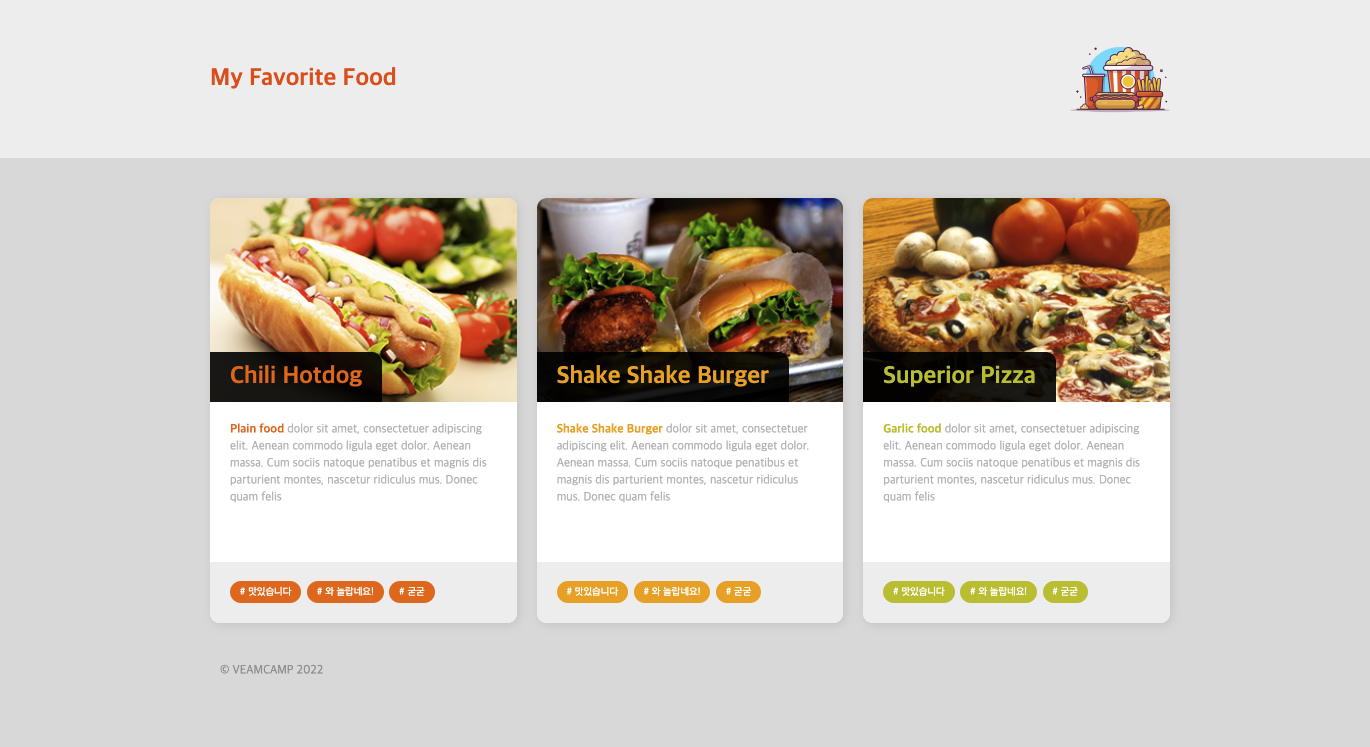 My Favorite Food
Chili Hotdog
Plain food dolor sit amet, consectetuer adipiscing
elit. Aenean commodo ligula eget dolor. Aenean
massa. Cum sociis natoque penatibus et magnis dis
parturient montes, nascetur ridiculus mus. Donec
quam felis
# 맛있습니다 # 와 놀랍네요! # 굳굳
Shake Shake Burger
Shake Shake Burger dolor sit amet, consectetuer
adipiscing elit. Aenean commodo ligula eget dolor.
Aenean massa. Cum sociis natoque penatibus et
magnis dis parturient montes, nascetur ridiculus
mus. Donec quam felis
# 맛있습니다 # 와 놀랍네요! # 굳굳
Superior Pizza
Garlic food dolor sit amet, consectetuer adipiscing
elit. Aenean commodo ligula eget dolor. Aenean
massa. Cum sociis natoque penatibus et magnis dis
parturient montes, nascetur ridiculus mus. Donec
quam felis
# 맛있습니다 # 와 놀랍네요! # 굳굳
© VEAMCAMP 2022